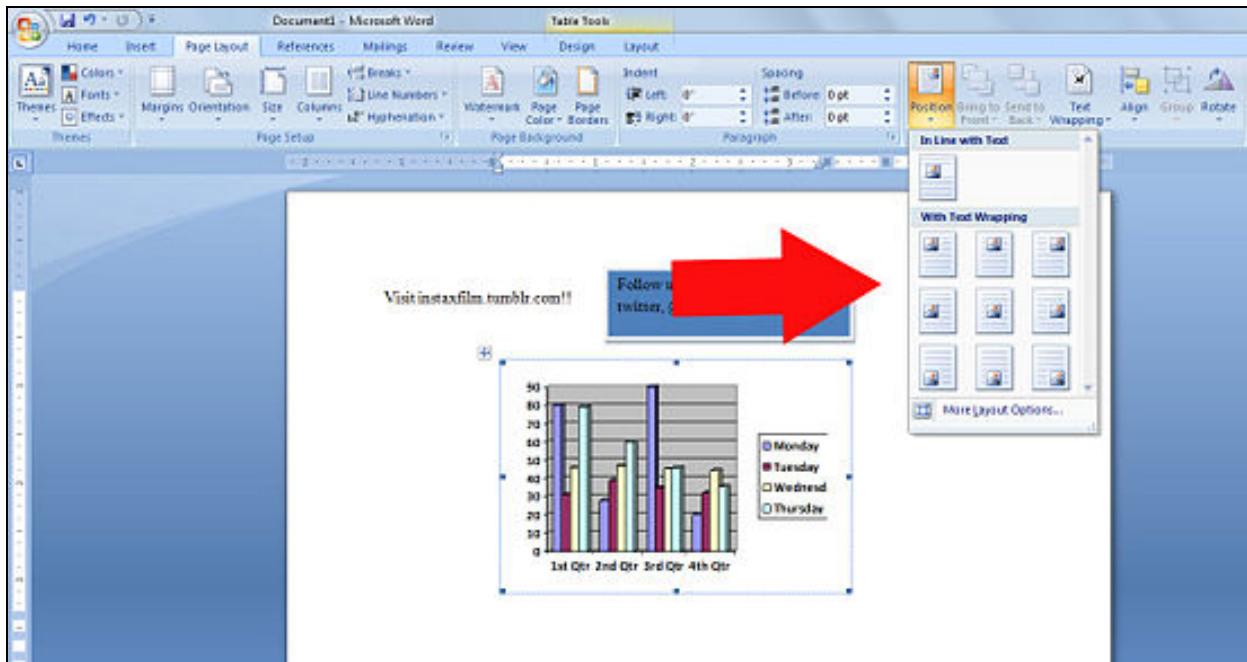 Document1 - Microsoft Word
Table Tools
Home Insert Page Layout References Mailings Review View Design Layout
Themes
Colors
Fonts
Effects
Themes
Margins Orientation Size Columns
Breaks
Line Numbers
Hyphenation
Page Setup
Watermark Page Color Page Borders
Page Background
Indent
Left: 0"
Right: 0"
Spacing
Before: 0 pt
After: 0 pt
Paragraph
Position Bring to Front Send to Back Text Wrapping Align Group Rotate
In Line with Text
With Text Wrapping
More Layout Options...
Visit instaxfilm.tumblr.com!!
Follow
twitter,
90
80
70
60
50
40
30
20
10
0
1st Qtr 2nd Qtr 3rd Qtr 4th Qtr
Monday
Tuesday
Wednesd
Thursday